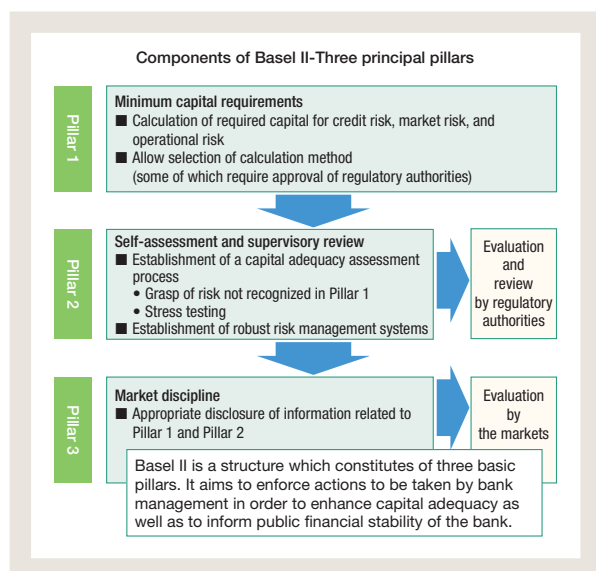 Components of Basel II-Three principal pillars
Pillar 1
Minimum capital requirements
■ Calculation of required capital for credit risk, market risk, and
operational risk
■ Allow selection of calculation method
(some of which require approval of regulatory authorities)
Pillar 2
Self-assessment and supervisory review
■ Establishment of a capital adequacy assessment
process
• Grasp of risk not recognized in Pillar 1
• Stress testing
■ Establishment of robust risk management systems
Evaluation
and
review
by regulatory
authorities
Pillar 3
Market discipline
■ Appropriate disclosure of information related to
Pillar 1 and Pillar 2
Evaluation
by
the markets
Basel II is a structure which constitutes of three basic
pillars. It aims to enforce actions to be taken by bank
management in order to enhance capital adequacy as
well as to inform public financial stability of the bank.